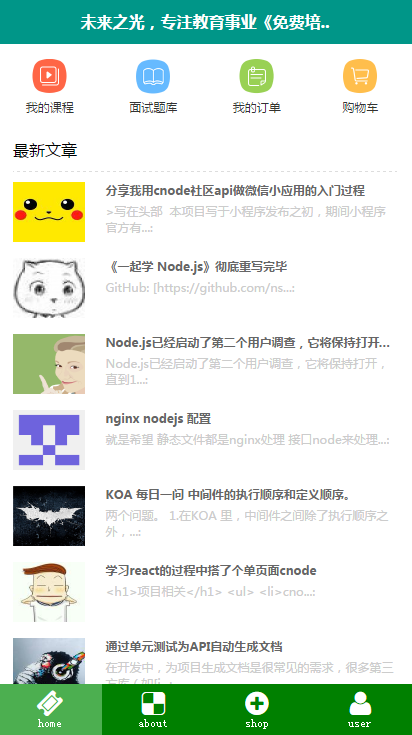 未来之光，专注教育事业《免费培..
我的课程
面试题库
我的订单
购物车
最新文章
分享我用cnode社区api做微信小应用的入门过程
>写在头部 本项目写于小程序发布之初，期间小程序
官方有...:
《一起学 Node.js》彻底重写完毕
GitHub: [https://github.com/ns...:
Node.js已经启动了第二个用户调查，它将保持打开...
Node.js已经启动了第二个用户调查，它将保持打开，
直到1...:
nginx nodejs 配置
就是希望 静态文件都是nginx处理 接口node来处理...:
KOA 每日一问 中间件的执行顺序和定义顺序。
两个问题。 1.在KOA 里，中间件之间除了执行顺序之
外，...:
学习react的过程中搭了个单页面cnode
<h1>项目相关</h1> <ul> <li>cno...:
通过单元测试为API自动生成文档
在开发中，为项目生成文档是很常见的需求，很多第三
home
about
shop
user